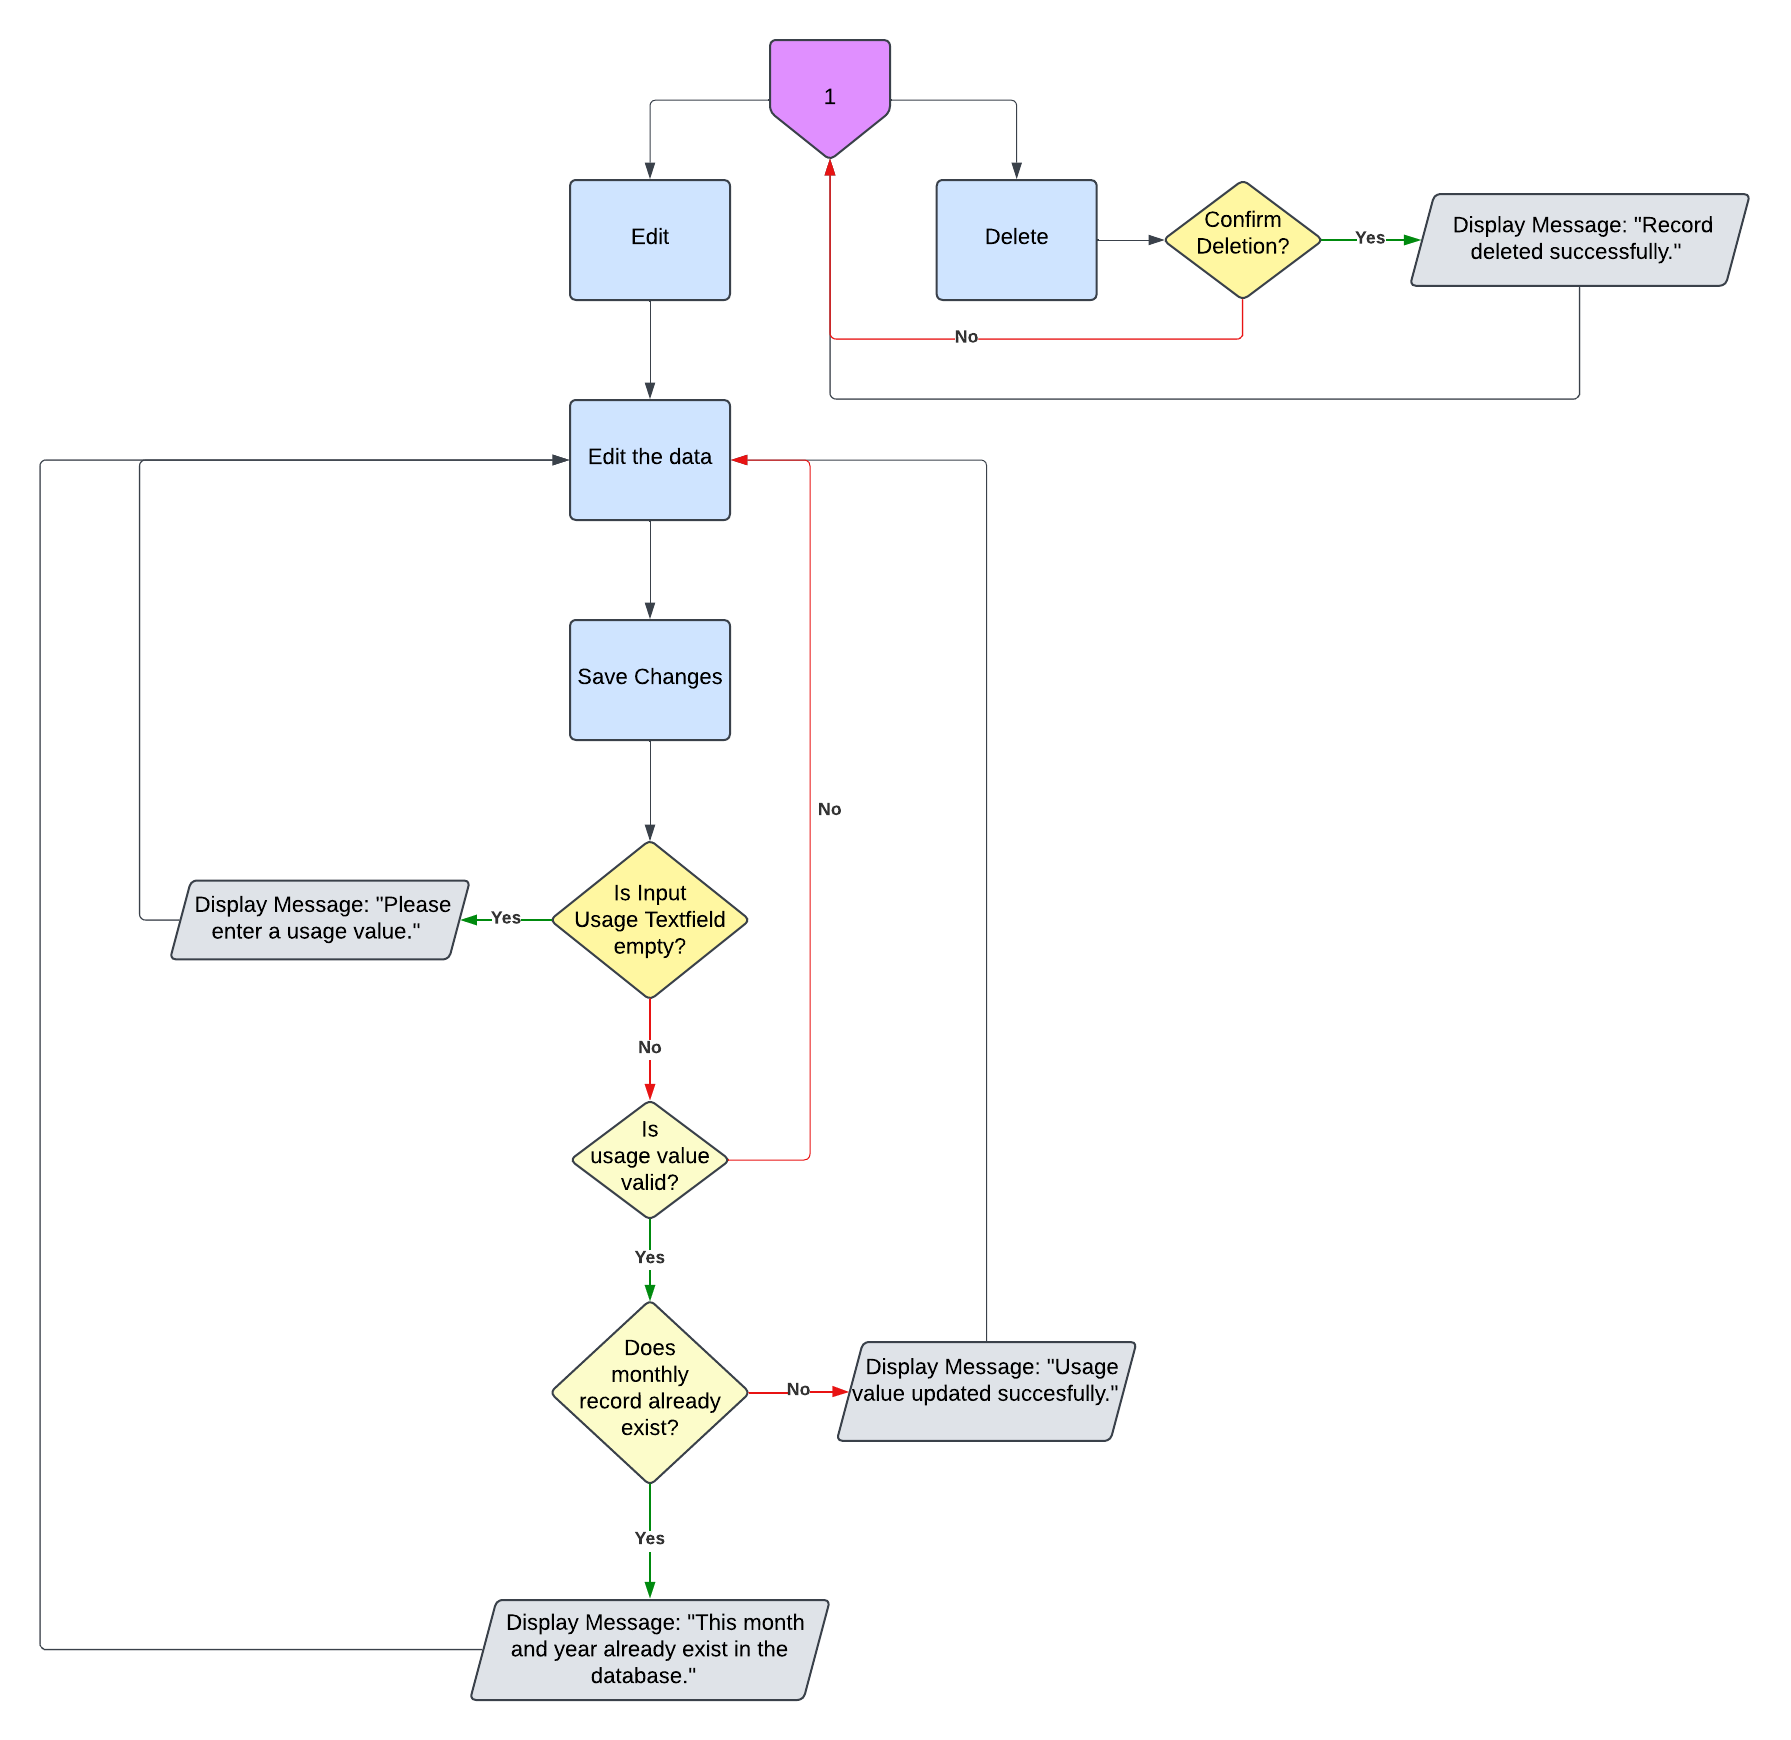 1
Edit
Delete
Confirm
Deletion?
Yes
Display Message: "Record
deleted successfully."
No
Edit the data
Save Changes
No
Is Input
Usage Textfield
empty?
Yes
Display Message: "Please
enter a usage value."
No
Is
usage value
valid?
Yes
Does
monthly
record already
exist?
No
Display Message: "Usage
value updated succesfully."
Yes
Display Message: "This month
and year already exist in the
database."